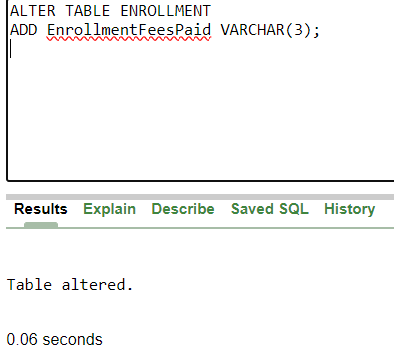 ALTER TABLE ENROLLMENT
ADD EnrollmentFeesPaid VARCHAR(3);
Results Explain Describe Saved SQL History
Table altered.
0.06 seconds